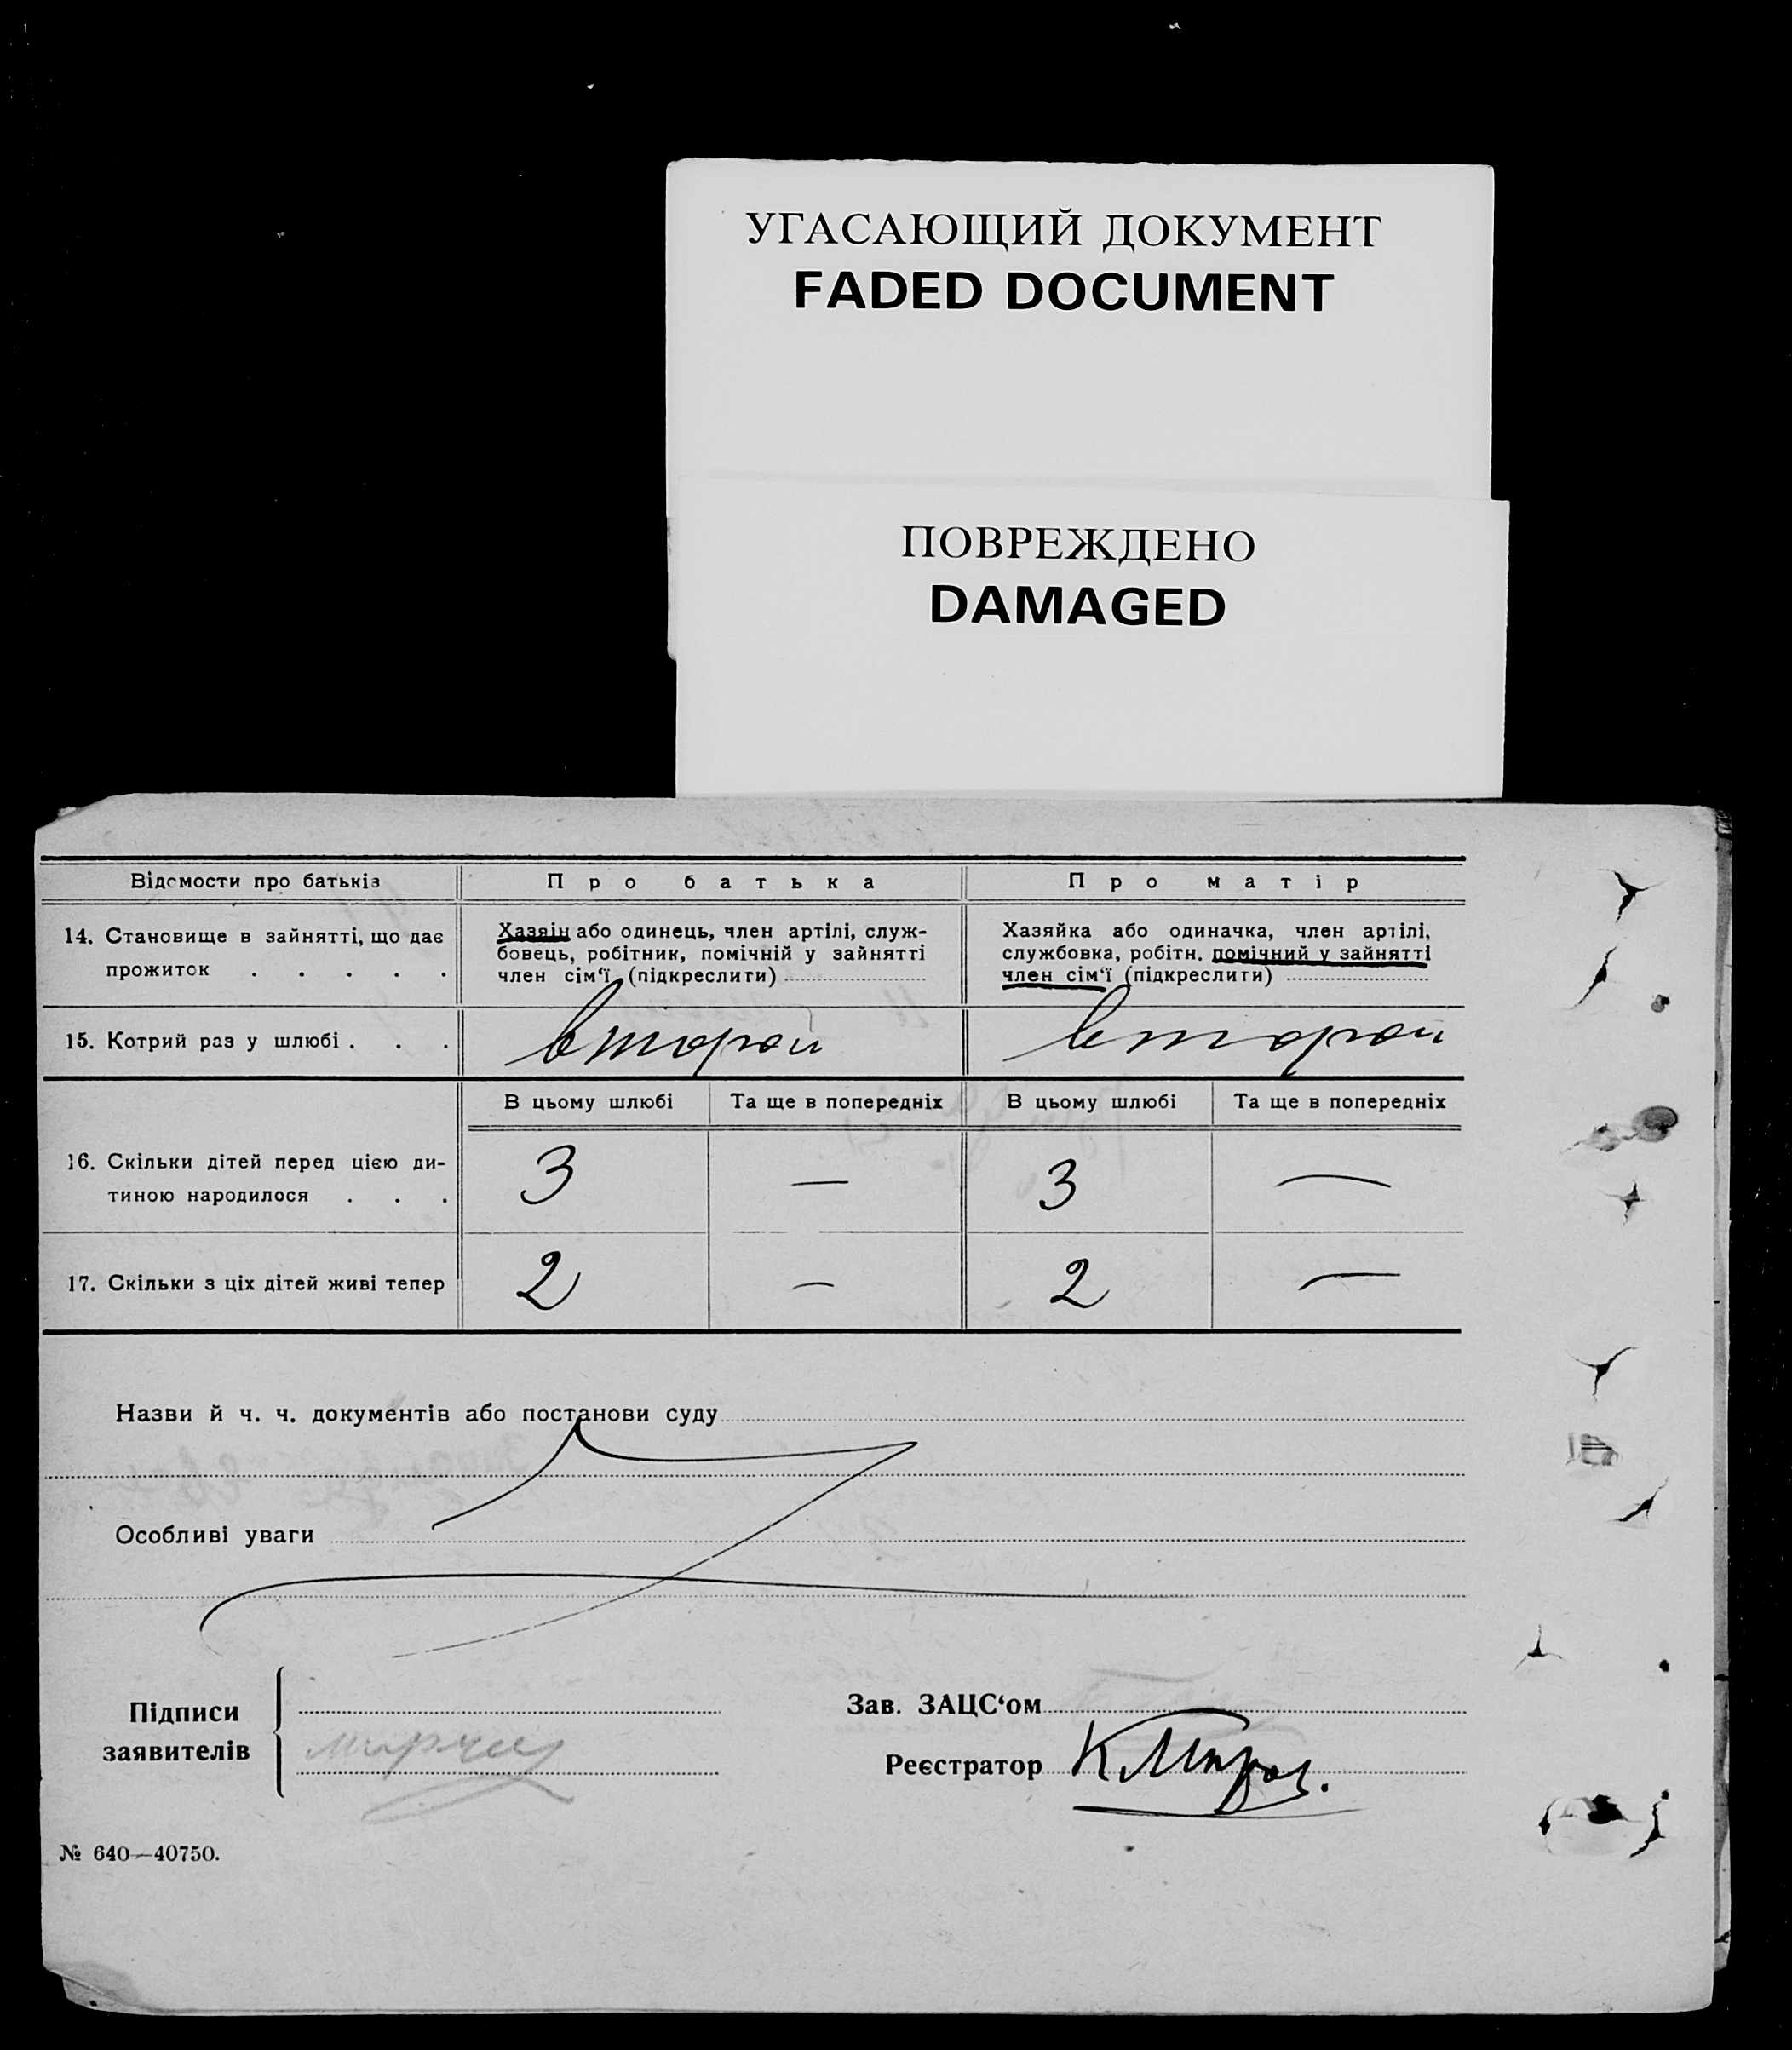 УГАСАЮЩИЙ ДОКУМЕНТ
FADED DOCUMENT
ПОВРЕЖДЕНО
DAMAGED
Відомости про батьків
Про батька
Про матір
14. Становище в зайнятті, що дає
прожиток . . . . .
Хазяїн або одинець, член артілі, служ-
бовець, робітник, помічній у зайнятті
член сім‘ї (підкреслити)
Хазяйка або одиначка, член артілі,
службовка, робітн. помічний у зайнятті
член сім‘ї (підкреслити)
15. Котрий раз у шлюбі . . .
второй
второй
В цьому шлюбі
Та ще в попередніх
В цьому шлюбі
Та ще в попередніх
16. Скільки дітей перед цією ди-
тиною народилося . . .
3
—
3
—
17. Скільки з ціх дітей живі тепер
2
—
2
—
Назви й ч. ч. документів або постанови суду
Особливі уваги
Підписи
заявителів
Зав. ЗАЦС‘ом
Реєстратор
№ 640—40750.